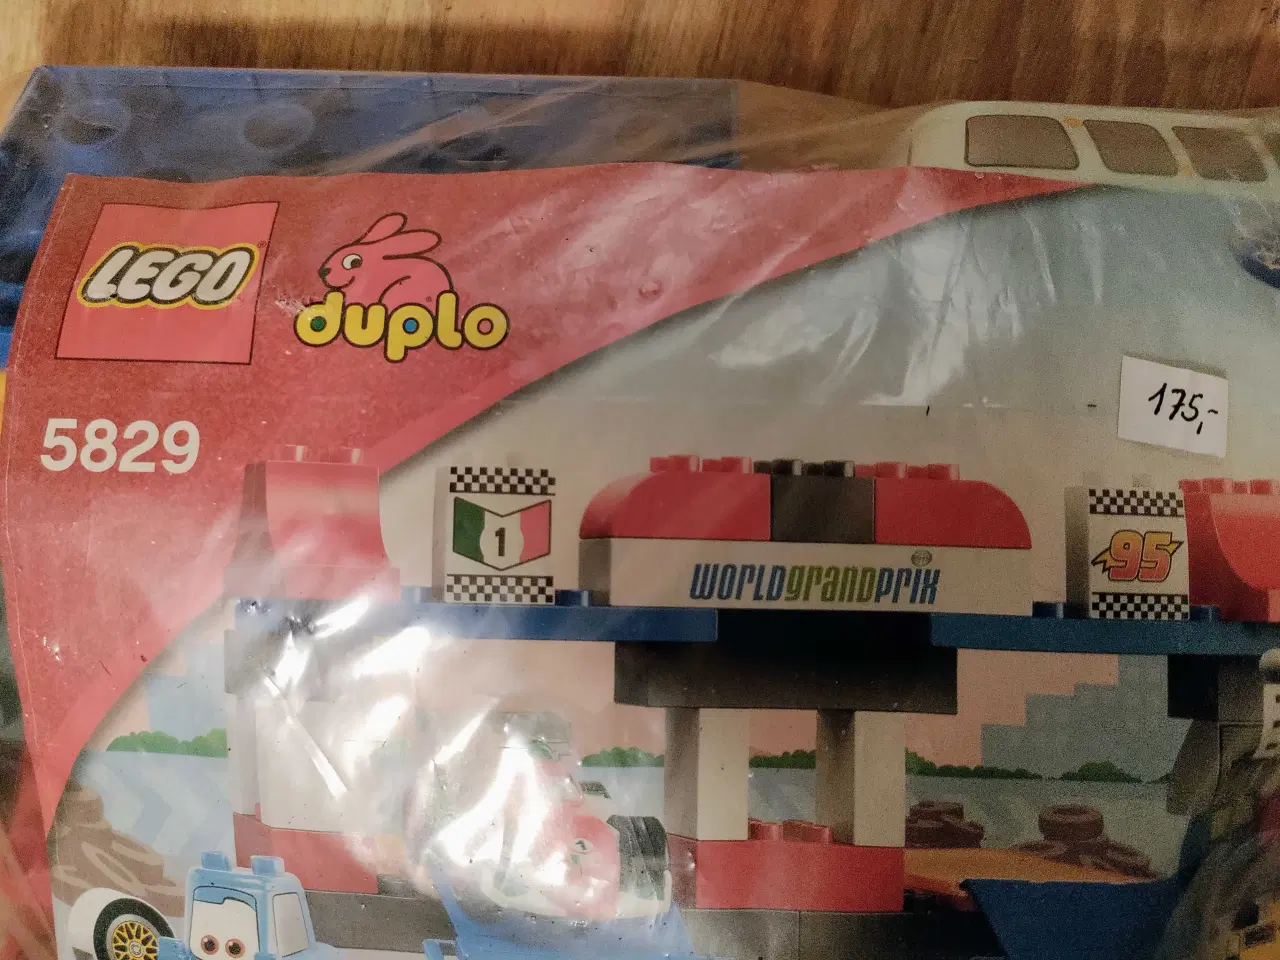 LEGO
duplo
5829
175,-
1
WORLDGRANDPRIX
95